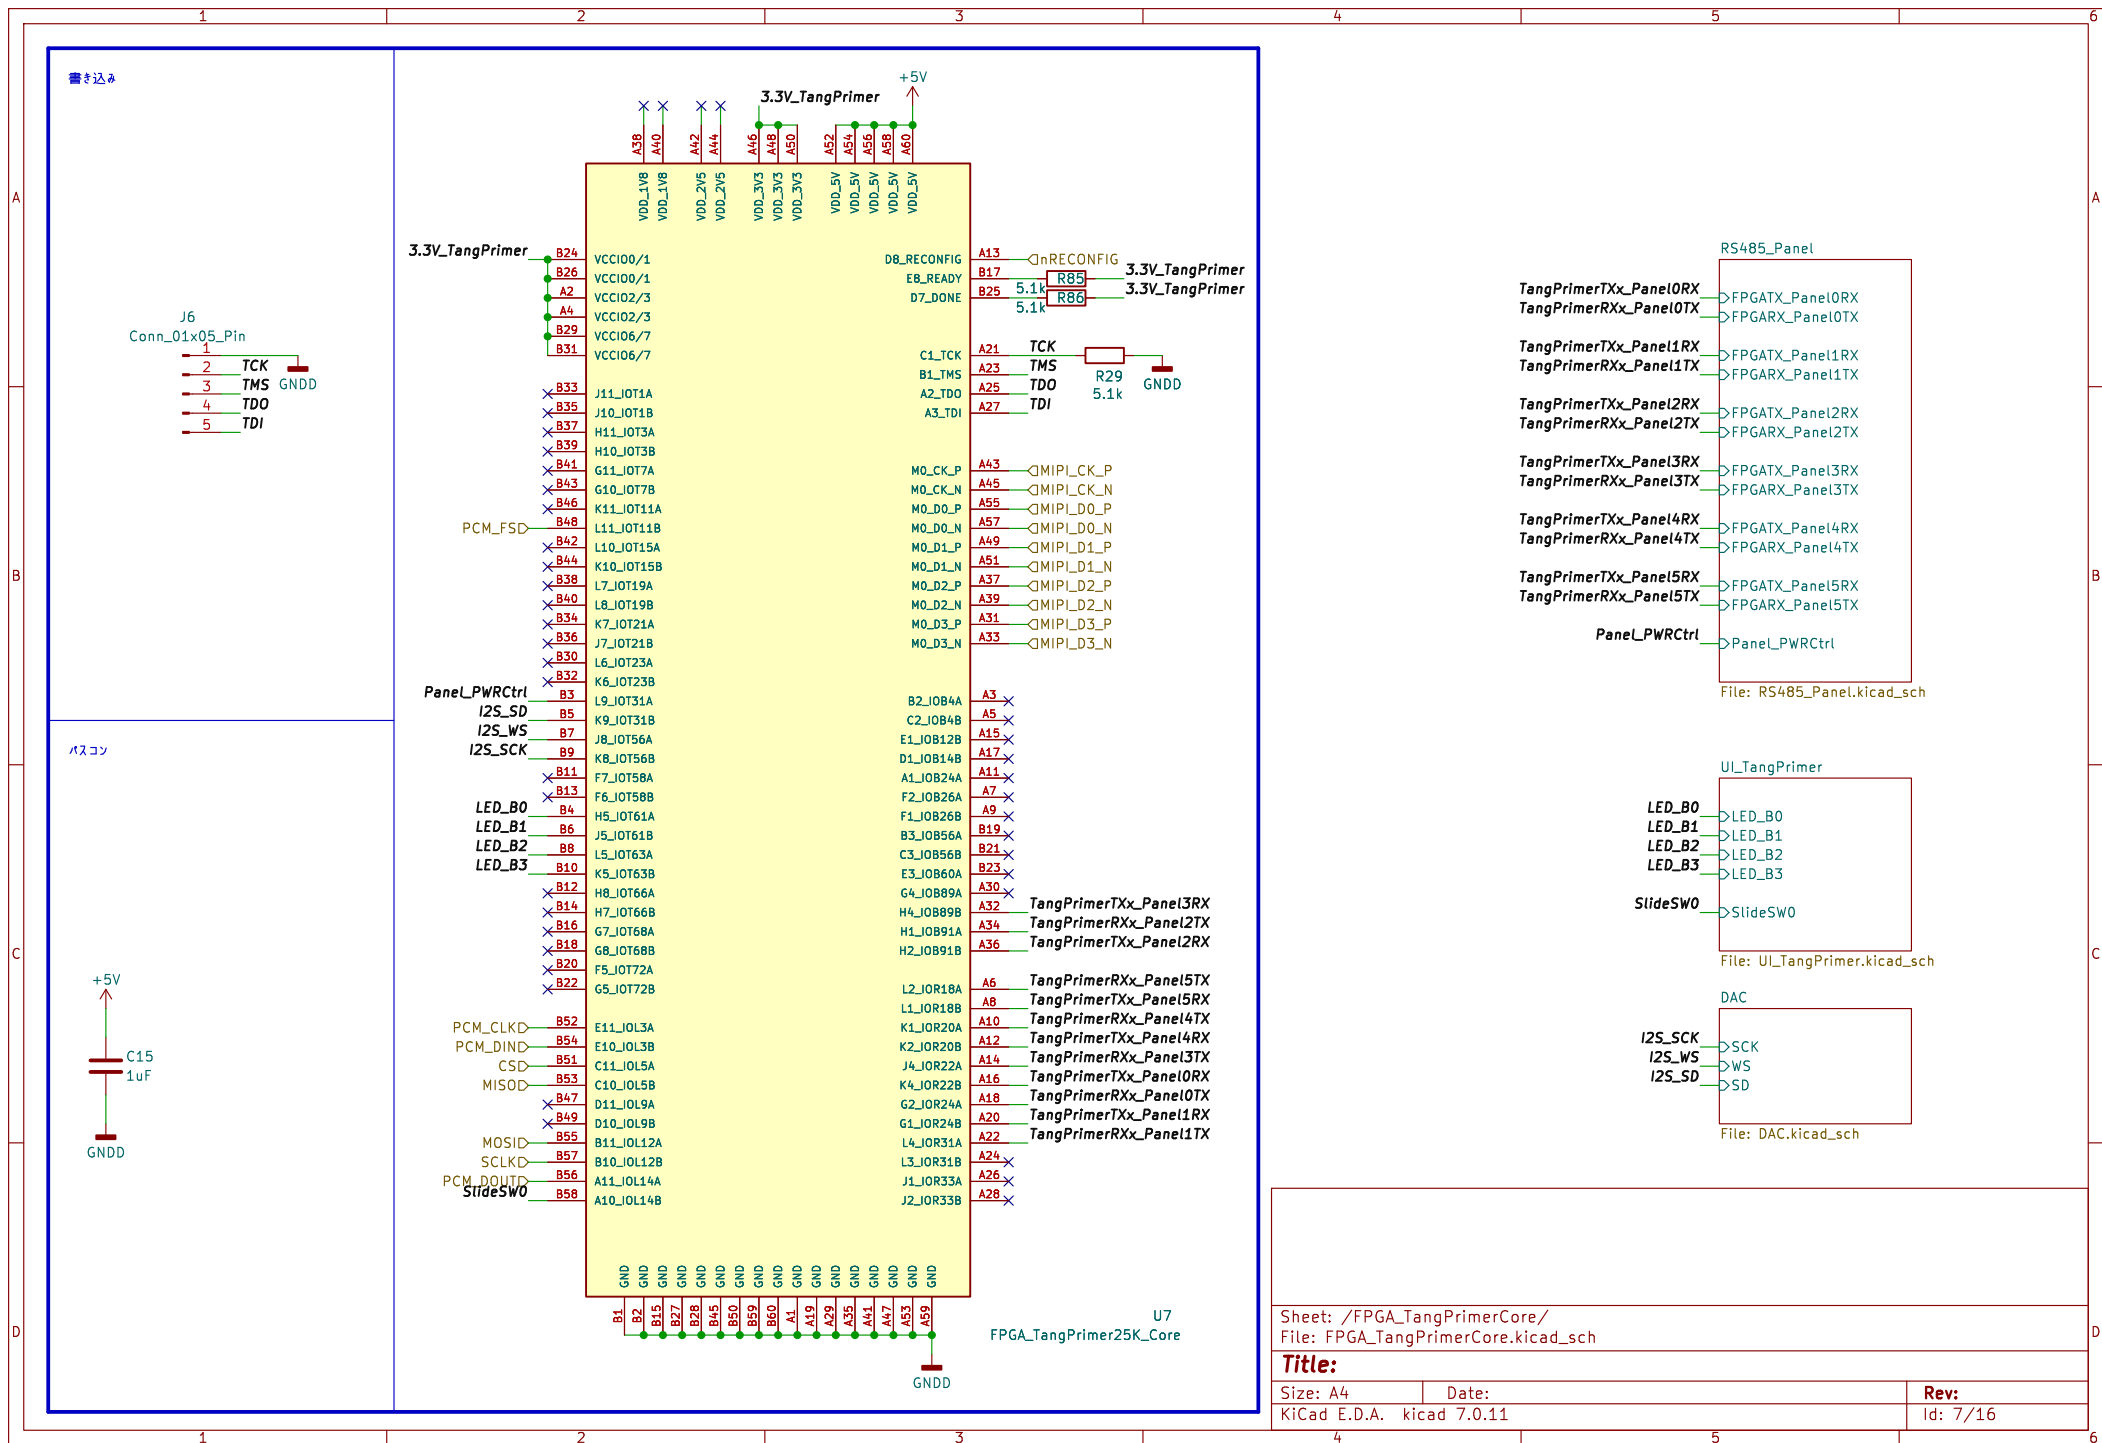 1 2 3 4 5 6
A
B
C
D
書き込み
J6
Conn_01x05_Pin
1
2 TCK
3 TMS
4 TDO
5 TDI
GNDD
パスコン
+5V
C15
1uF
GNDD
3.3V_TangPrimer
+5V
A38 A40 A42 A44 A46 A48 A50 A52 A54 A56 A58 A60
VDD_1V8 VDD_1V8 VDD_2V5 VDD_2V5 VDD_3V3 VDD_3V3 VDD_3V3 VDD_5V VDD_5V VDD_5V VDD_5V VDD_5V
3.3V_TangPrimer B24 VCCIO0/1
B26 VCCIO0/1
A2 VCCIO2/3
A4 VCCIO2/3
B29 VCCIO6/7
B31 VCCIO6/7
B33 J11_IOT1A
B35 J10_IOT1B
B37 H11_IOT3A
B39 H10_IOT3B
B41 G11_IOT7A
B43 G10_IOT7B
B46 K11_IOT11A
PCM_FS B48 L11_IOT11B
B42 L10_IOT15A
B44 K10_IOT15B
B38 L7_IOT19A
B40 L8_IOT19B
B34 K7_IOT21A
B36 J7_IOT21B
B30 L6_IOT23A
B32 K6_IOT23B
Panel_PWRCtrl B3 L9_IOT31A
I2S_SD B5 K9_IOT31B
I2S_WS B7 J8_IOT56A
I2S_SCK B9 K8_IOT56B
B11 F7_IOT58A
B13 F6_IOT58B
LED_B0 B4 H5_IOT61A
LED_B1 B6 J5_IOT61B
LED_B2 B8 L5_IOT63A
LED_B3 B10 K5_IOT63B
B12 H8_IOT66A
B14 H7_IOT66B
B16 G7_IOT68A
B18 G8_IOT68B
B20 F5_IOT72A
B22 G5_IOT72B
PCM_CLK B52 E11_IOL3A
PCM_DIN B54 E10_IOL3B
CS B51 C11_IOL5A
MISO B53 C10_IOL5B
B47 D11_IOL9A
B49 D10_IOL9B
MOSI B55 B11_IOL12A
SCLK B57 B10_IOL12B
PCM_DOUT B56 A11_IOL14A
SlideSW0 B58 A10_IOL14B
D8_RECONFIG A13 nRECONFIG
E8_READY B17 R85 5.1k 3.3V_TangPrimer
D7_DONE B25 R86 5.1k 3.3V_TangPrimer
C1_TCK A21 TCK
R29
5.1k
GNDD
B1_TMS A23 TMS
A2_TDO A25 TDO
A3_TDI A27 TDI
M0_CK_P A43 MIPI_CK_P
M0_CK_N A45 MIPI_CK_N
M0_D0_P A55 MIPI_D0_P
M0_D0_N A57 MIPI_D0_N
M0_D1_P A49 MIPI_D1_P
M0_D1_N A51 MIPI_D1_N
M0_D2_P A37 MIPI_D2_P
M0_D2_N A39 MIPI_D2_N
M0_D3_P A31 MIPI_D3_P
M0_D3_N A33 MIPI_D3_N
B2_IOB4A A3
C2_IOB4B A5
E1_IOB12B A15
D1_IOB14B A17
A1_IOB24A A11
F2_IOB26A A7
F1_IOB26B A9
B3_IOB56A B19
C3_IOB56B B21
E3_IOB60A B23
G4_IOB89A A30
H4_IOB89B A32 TangPrimerTXx_Panel3RX
H1_IOB91A A34 TangPrimerRXx_Panel2TX
H2_IOB91B A36 TangPrimerTXx_Panel2RX
L2_IOR18A A6 TangPrimerRXx_Panel5TX
L1_IOR18B A8 TangPrimerTXx_Panel5RX
K1_IOR20A A10 TangPrimerRXx_Panel4TX
K2_IOR20B A12 TangPrimerTXx_Panel4RX
J4_IOR22A A14 TangPrimerRXx_Panel3TX
K4_IOR22B A16 TangPrimerTXx_Panel0RX
G2_IOR24A A18 TangPrimerRXx_Panel0TX
G1_IOR24B A20 TangPrimerTXx_Panel1RX
L4_IOR31A A22 TangPrimerRXx_Panel1TX
L3_IOR31B A24
J1_IOR33A A26
J2_IOR33B A28
GND GND GND GND GND GND GND GND GND GND GND GND GND GND GND GND GND
B1 B2 B15 B27 B28 B45 B50 B59 B60 A1 A19 A29 A35 A41 A47 A53 A59
U7
FPGA_TangPrimer25K_Core
GNDD
RS485_Panel
TangPrimerTXx_Panel0RX FPGATX_Panel0RX
TangPrimerRXx_Panel0TX FPGARX_Panel0TX
TangPrimerTXx_Panel1RX FPGATX_Panel1RX
TangPrimerRXx_Panel1TX FPGARX_Panel1TX
TangPrimerTXx_Panel2RX FPGATX_Panel2RX
TangPrimerRXx_Panel2TX FPGARX_Panel2TX
TangPrimerTXx_Panel3RX FPGATX_Panel3RX
TangPrimerRXx_Panel3TX FPGARX_Panel3TX
TangPrimerTXx_Panel4RX FPGATX_Panel4RX
TangPrimerRXx_Panel4TX FPGARX_Panel4TX
TangPrimerTXx_Panel5RX FPGATX_Panel5RX
TangPrimerRXx_Panel5TX FPGARX_Panel5TX
Panel_PWRCtrl Panel_PWRCtrl
File: RS485_Panel.kicad_sch
UI_TangPrimer
LED_B0 LED_B0
LED_B1 LED_B1
LED_B2 LED_B2
LED_B3 LED_B3
SlideSW0 SlideSW0
File: UI_TangPrimer.kicad_sch
DAC
I2S_SCK SCK
I2S_WS WS
I2S_SD SD
File: DAC.kicad_sch
Sheet: /FPGA_TangPrimerCore/
File: FPGA_TangPrimerCore.kicad_sch
Title:
Size: A4 Date: Rev:
KiCad E.D.A. kicad 7.0.11 Id: 7/16
A
B
C
D
1 2 3 4 5 6